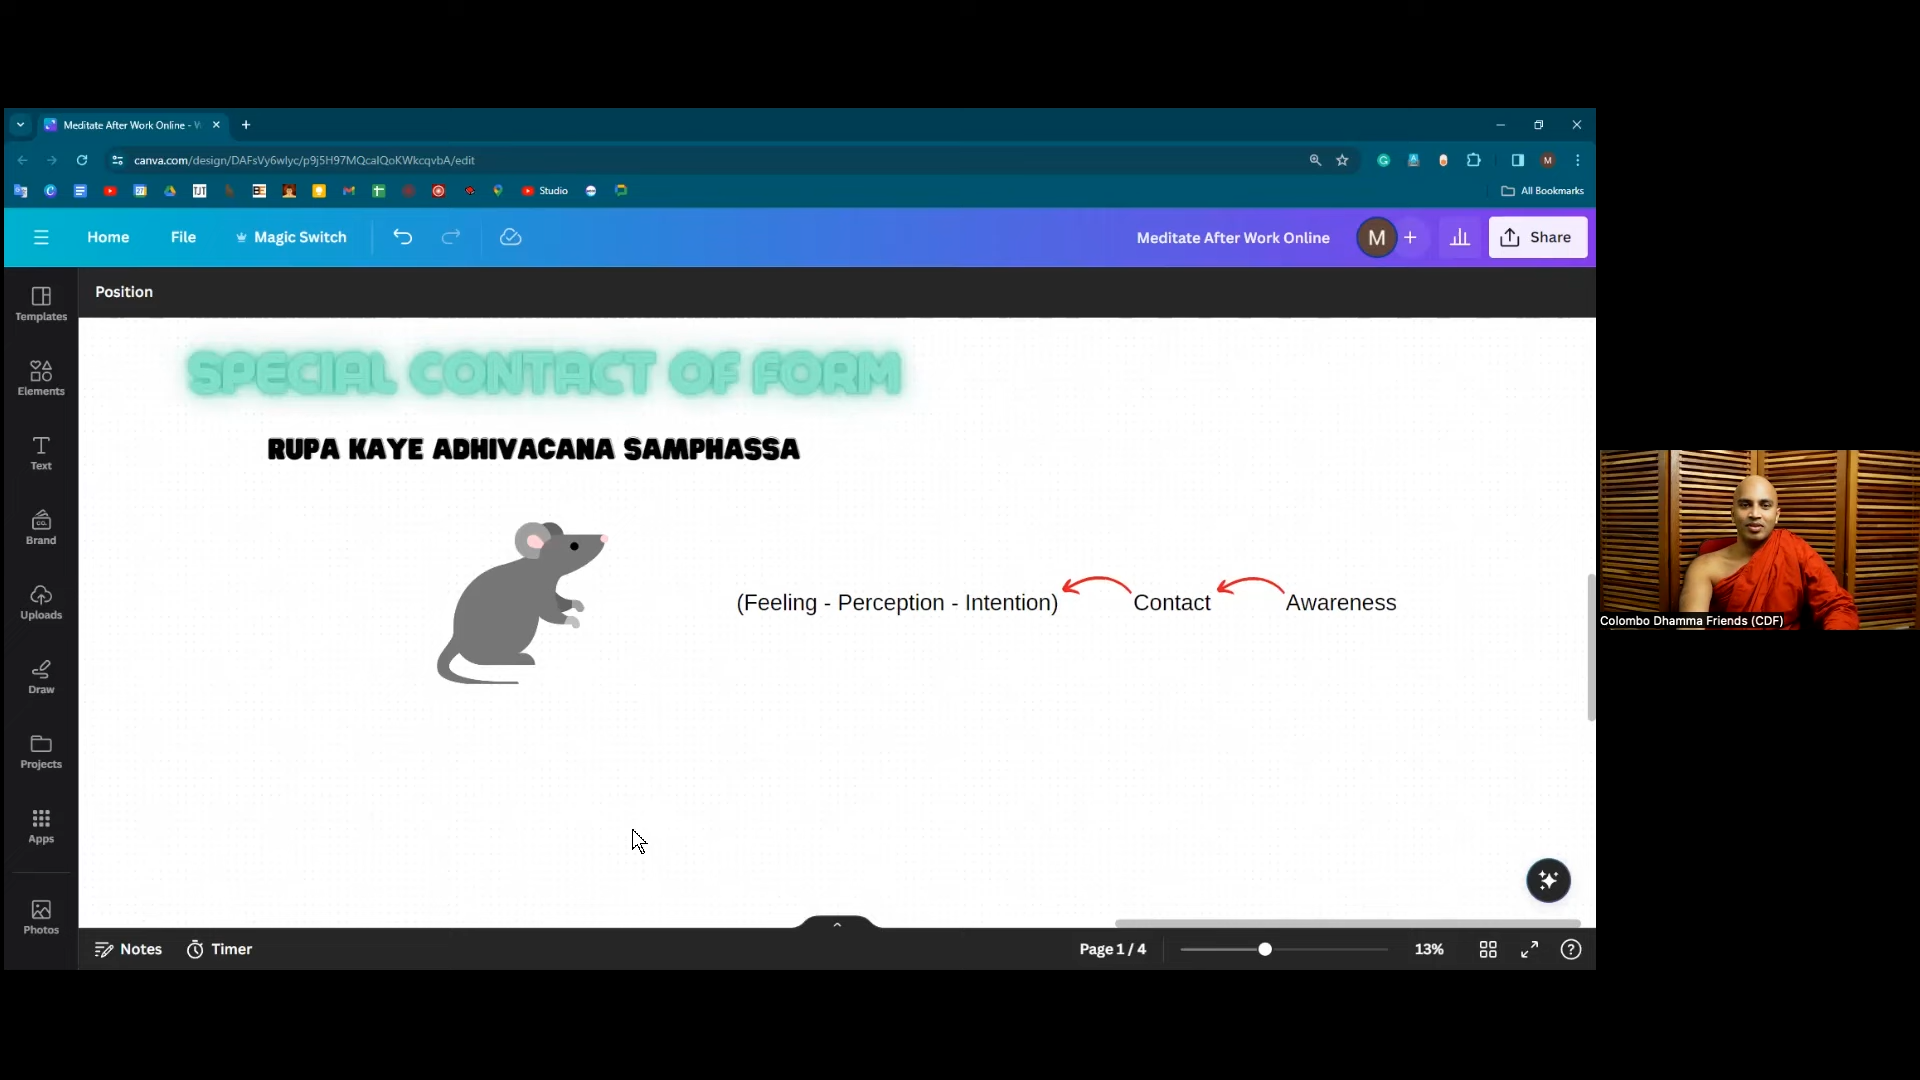 Meditate After Work Online - W
canva.com/design/DAFsVy6wlyc/p9j5H97MQcalQoKWkcqvbA/edit
Studio
All Bookmarks
Home File Magic Switch
Meditate After Work Online
M
Share
Position
Templates
Elements
Text
Brand
Uploads
Draw
Projects
Apps
Photos
SPECIAL CONTACT OF FORM
RUPA KAYE ADHIVACANA SAMPHASSA
(Feeling - Perception - Intention) Contact Awareness
Colombo Dhamma Friends (CDF)
Notes Timer
Page 1 / 4
13%